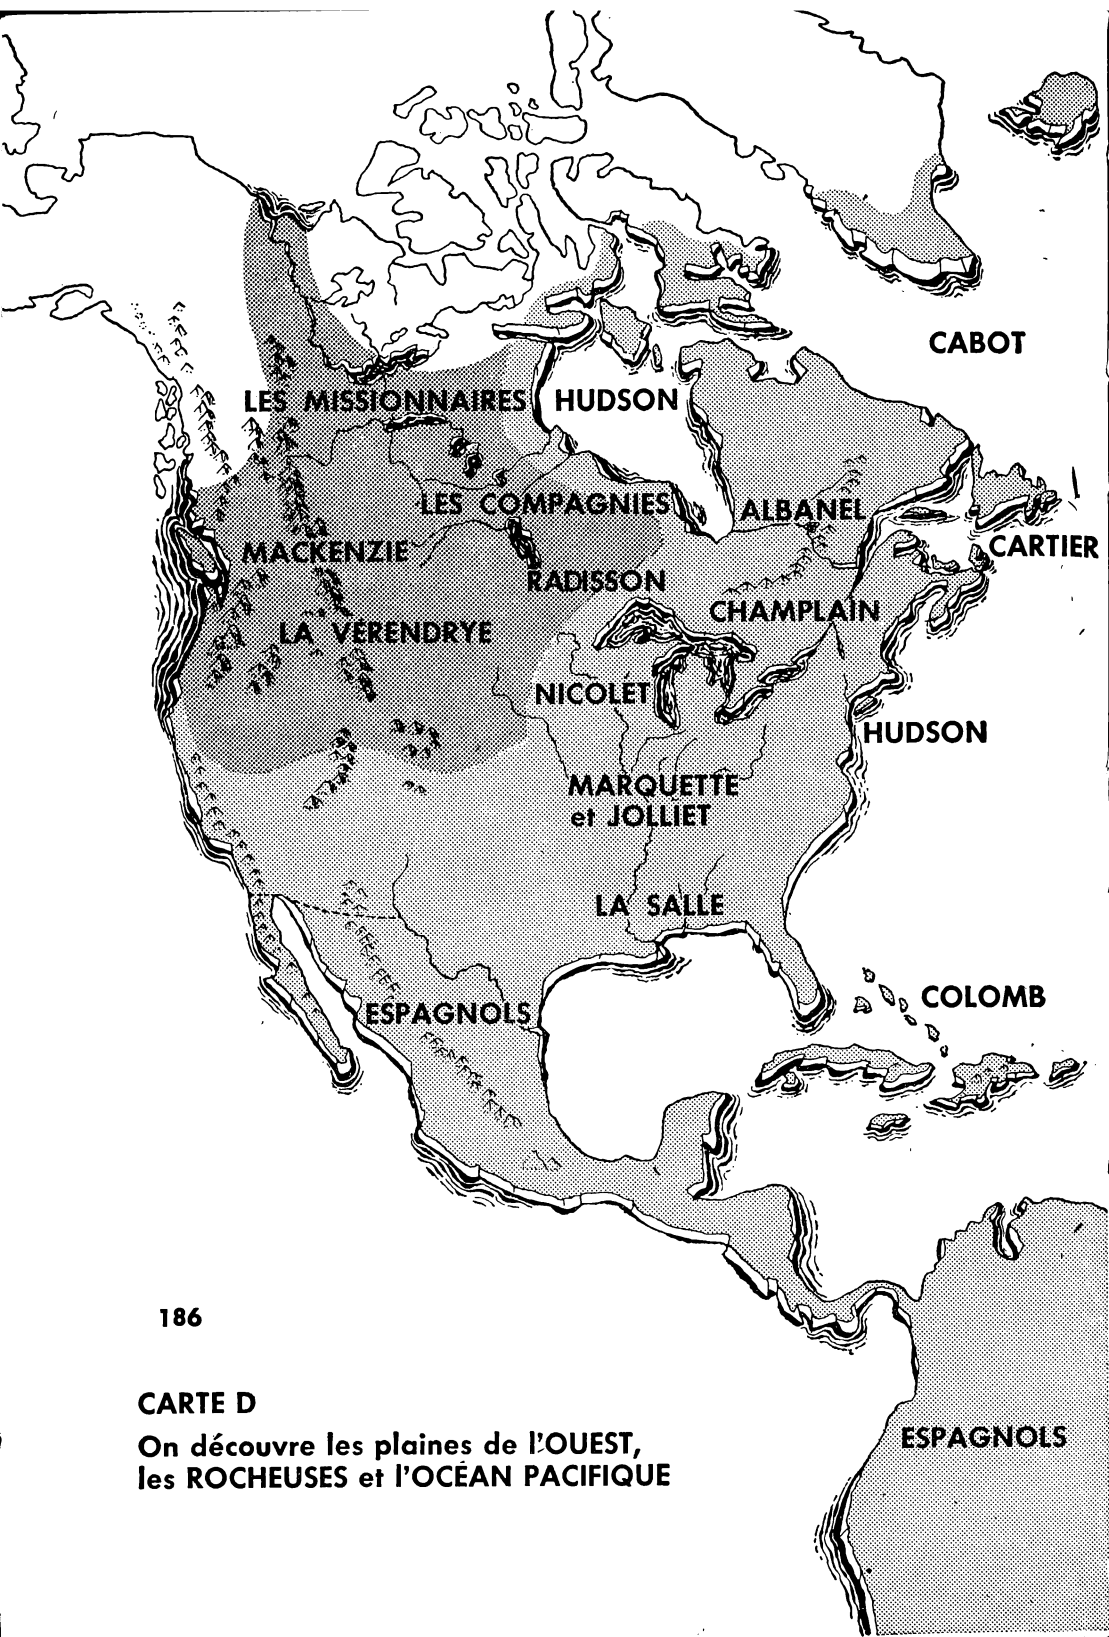 CABOT
LES MISSIONNAIRES
HUDSON
LES COMPAGNIES
ALBANEL
MACKENZIE
CARTIER
RADISSON
CHAMPLAIN
LA VÉRENDRYE
NICOLET
HUDSON
MARQUETTE
et JOLLIET
LA SALLE
COLOMB
ESPAGNOLS
186
CARTE D
On découvre les plaines de l'OUEST,
les ROCHEUSES et l'OCÉAN PACIFIQUE
ESPAGNOLS